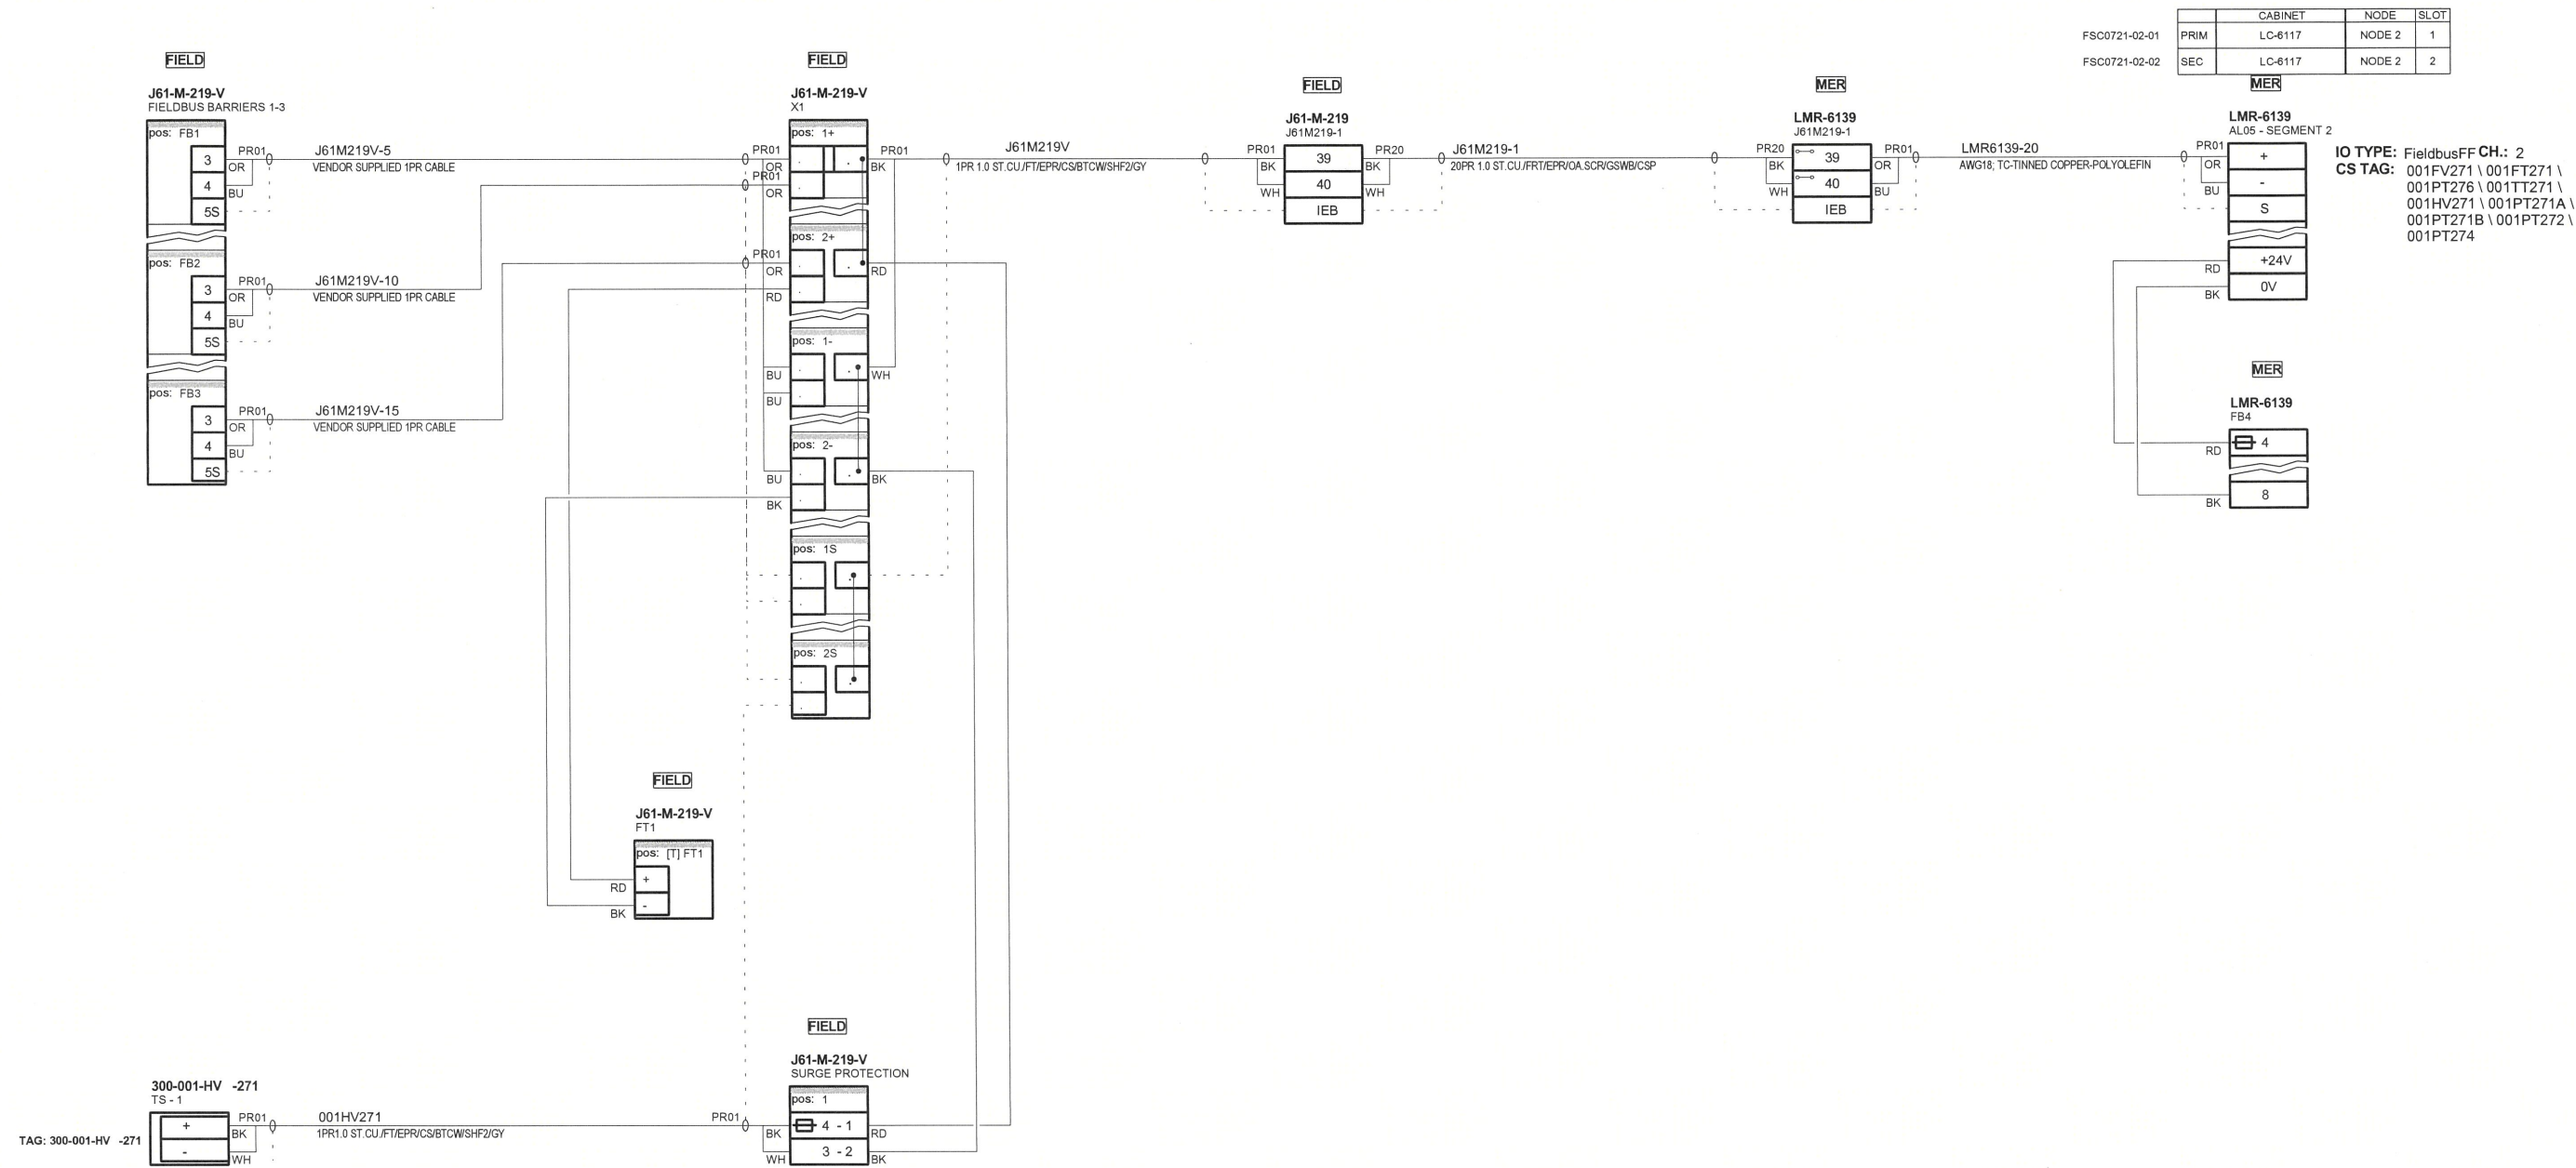 CABINET NODE SLOT
FSC0721-02-01 PRIM LC-6117 NODE 2 1
FSC0721-02-02 SEC LC-6117 NODE 2 2
FIELD
J61-M-219-V
FIELDBUS BARRIERS 1-3
pos: FB1
3
4
5S
PR01
OR
BU
J61M219V-5
VENDOR SUPPLIED 1PR CABLE
pos: FB2
3
4
5S
PR01
OR
BU
J61M219V-10
VENDOR SUPPLIED 1PR CABLE
pos: FB3
3
4
5S
PR01
OR
BU
J61M219V-15
VENDOR SUPPLIED 1PR CABLE
FIELD
J61-M-219-V
X1
pos: 1+
PR01
OR
PR01
OR
BK
PR01
pos: 2+
PR01
OR
RD
RD
pos: 1-
BU
BU
WH
pos: 2-
BU
BK
BK
pos: 1S
pos: 2S
J61M219V
1PR 1.0 ST.CU./FT/EPR/CS/BTCW/SHF2/GY
FIELD
J61-M-219
J61M219-1
PR01
BK
WH
39
40
IEB
PR20
BK
WH
J61M219-1
20PR 1.0 ST.CU./FRT/EPR/OA.SCR/GSWB/CSP
MER
LMR-6139
J61M219-1
PR20
BK
WH
39
40
IEB
PR01
OR
BU
LMR6139-20
AWG18; TC-TINNED COPPER-POLYOLEFIN
MER
LMR-6139
AL05 - SEGMENT 2
PR01
OR
BU
+
-
S
+24V
0V
RD
BK
IO TYPE: FieldbusFF CH.: 2
CS TAG: 001FV271 \ 001FT271 \
001PT276 \ 001TT271 \
001HV271 \ 001PT271A \
001PT271B \ 001PT272 \
001PT274
MER
LMR-6139
FB4
4
8
RD
BK
FIELD
J61-M-219-V
FT1
pos: [T] FT1
+
-
RD
BK
FIELD
J61-M-219-V
SURGE PROTECTION
pos: 1
4 - 1
3 - 2
PR01
BK
WH
RD
BK
300-001-HV -271
TS - 1
TAG: 300-001-HV -271
+
-
PR01
BK
WH
001HV271
1PR1.0 ST.CU./FT/EPR/CS/BTCW/SHF2/GY